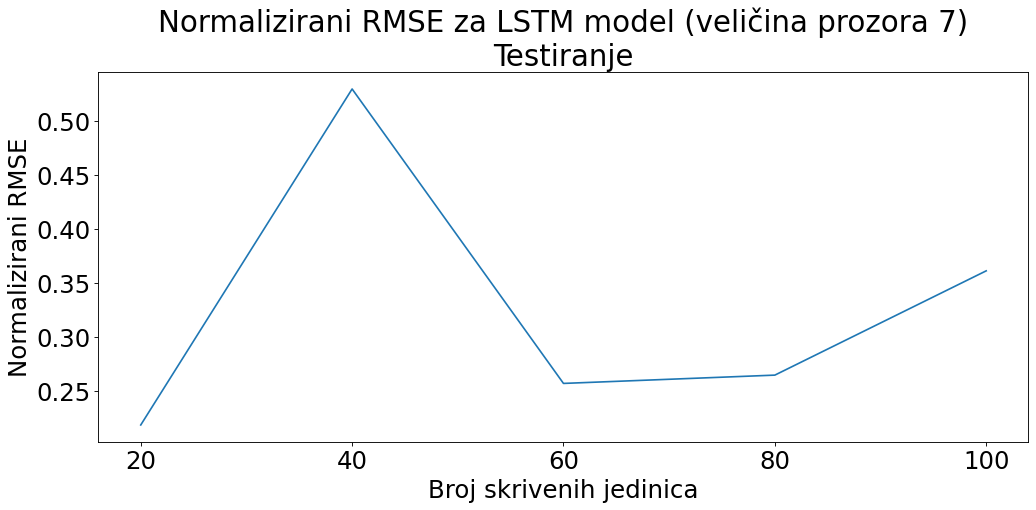 Normalizirani RMSE za LSTM model (veličina prozora 7)
Testiranje
Normalizirani RMSE
0.50
0.45
0.40
0.35
0.30
0.25
20 40 60 80 100
Broj skrivenih jedinica